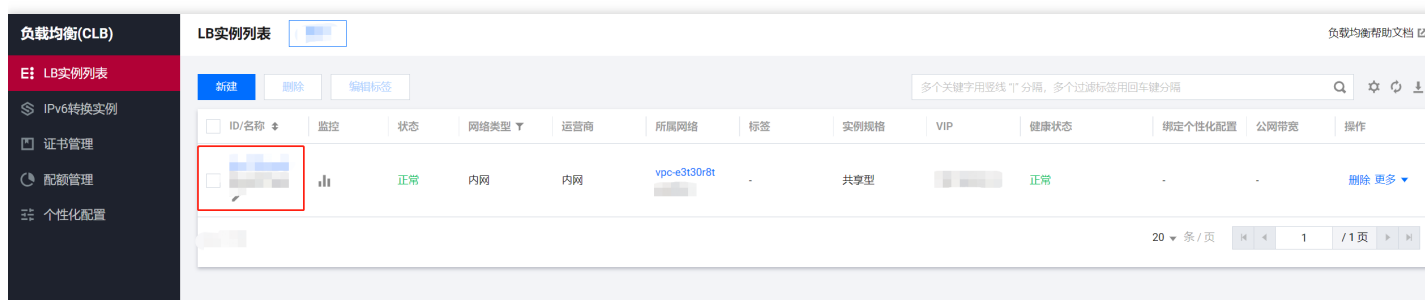 负载均衡(CLB)
LB实例列表
负载均衡帮助文档
LB实例列表
IPv6转换实例
证书管理
配额管理
个性化配置
新建
删除
编辑标签
多个关键字用竖线 "|" 分隔，多个过滤标签用回车键分隔
ID/名称 监控 状态 网络类型 运营商 所属网络 标签 实例规格 VIP 健康状态 绑定个性化配置 公网带宽 操作
正常 内网 内网 vpc-e3t30r8t - 共享型 正常 - - 删除 更多
20 条 / 页 1 / 1 页